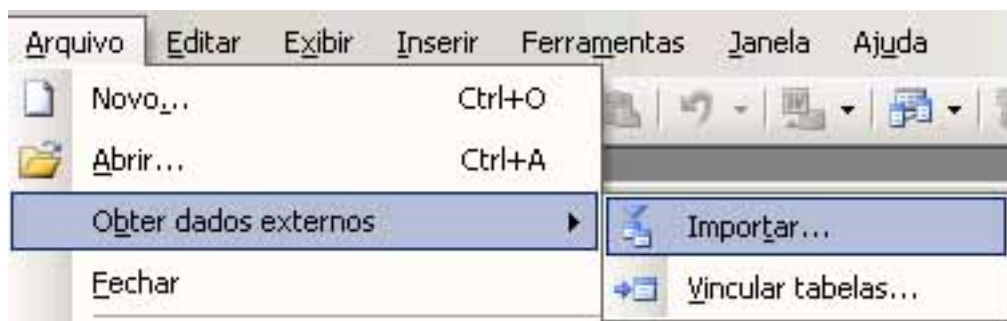 Arquivo Editar Exibir Inserir Ferramentas Janela Ajuda
Novo... Ctrl+O
Abrir... Ctrl+A
Obter dados externos
Importar...
Fechar
Vincular tabelas...